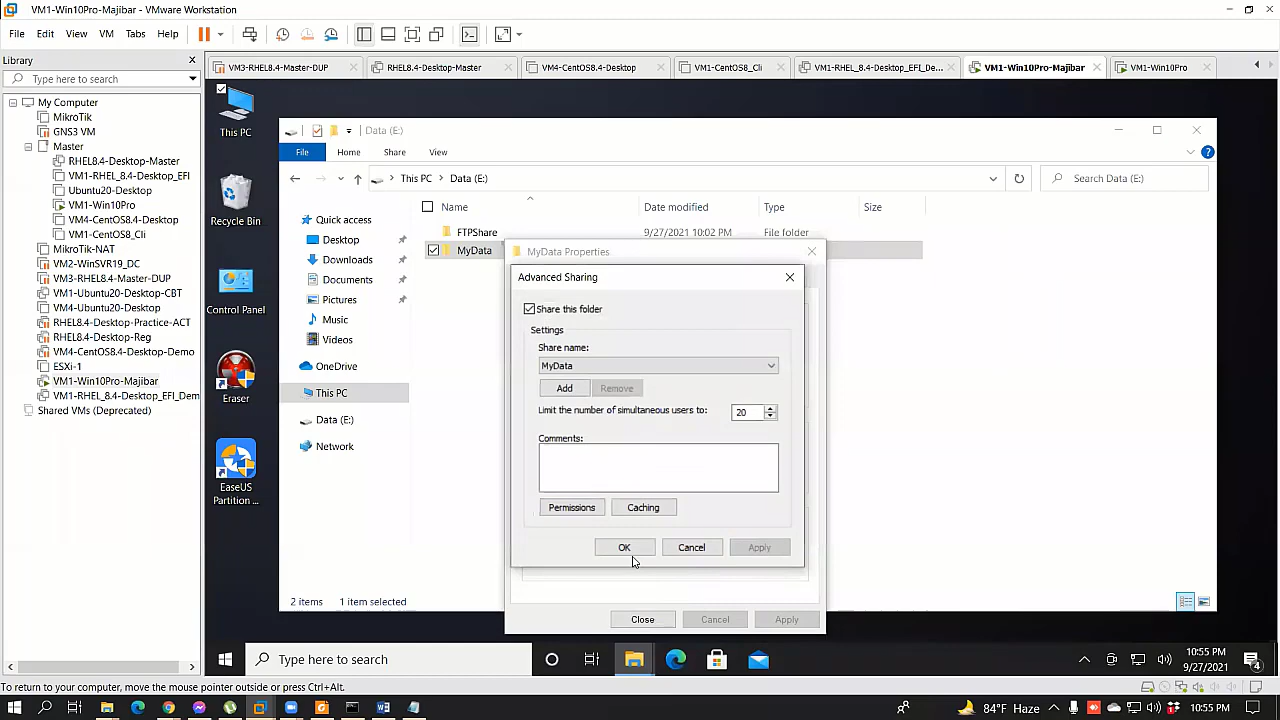 VM1-Win10Pro-Majibar - VMware Workstation
File Edit View VM Tabs Help
Library
Type here to search
My Computer
MikroTik
GNS3 VM
Master
RHEL8.4-Desktop-Master
VM1-RHEL_8.4-Desktop_EFI
Ubuntu20-Desktop
VM1-Win10Pro
VM4-CentOS8.4-Desktop
VM1-CentOS8_Cli
MikroTik-NAT
VM2-WinSVR19_DC
VM3-RHEL8.4-Master-DUP
VM1-Ubuntu20-Desktop-CBT
VM4-Ubuntu20-Desktop
RHEL8.4-Desktop-Practice-ACT
RHEL8.4-Desktop-Reg
VM4-CentOS8.4-Desktop-Demo
ESXi-1
VM1-Win10Pro-Majibar
VM1-RHEL_8.4-Desktop_EFI_Dem
Shared VMs (Deprecated)
VM3-RHEL8.4-Master-DUP RHEL8.4-Desktop-Master VM4-CentOS8.4-Desktop VM1-CentOS8_Cli VM1-RHEL_8.4-Desktop_EFI_De... VM1-Win10Pro-Majibar VM1-Win10Pro
This PC
Recycle Bin
Control Panel
Eraser
EaseUS
Partition ...
Data (E:)
File Home Share View
This PC Data (E:)
Search Data (E:)
Quick access
Desktop
Downloads
Documents
Pictures
Music
Videos
OneDrive
This PC
Data (E:)
Network
Name Date modified Type Size
FTPShare 9/27/2021 10:02 PM File folder
MyData
MyData Properties
Advanced Sharing
Share this folder
Settings
Share name:
MyData
Add Remove
Limit the number of simultaneous users to: 20
Comments:
Permissions Caching
OK Cancel Apply
Close Cancel Apply
2 items 1 item selected
Type here to search
10:55 PM
9/27/2021
4
To return to your computer, move the mouse pointer outside or press Ctrl+Alt.
84°F Haze 10:55 PM